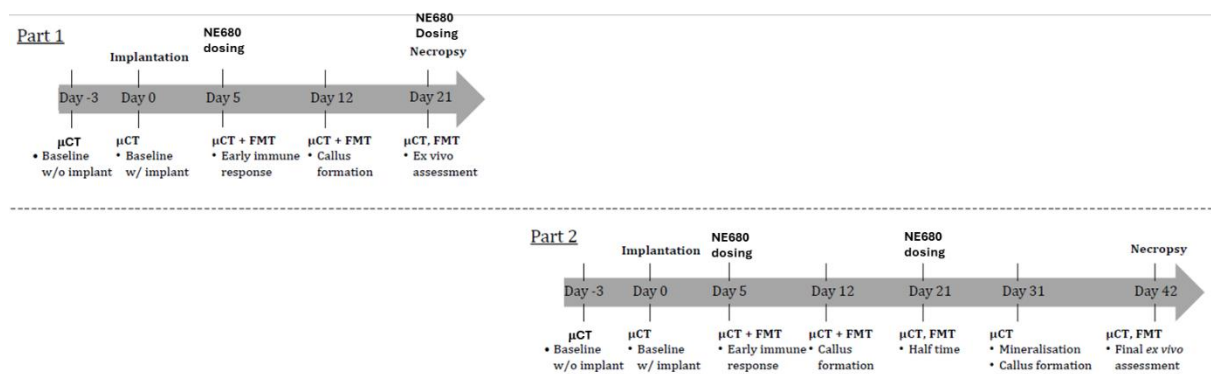 Part 1
NE680
dosing
NE680
Dosing
Implantation
Necropsy
Day -3 Day 0 Day 5 Day 12 Day 21
µCT
• Baseline
w/o implant
µCT
• Baseline
w/ implant
µCT + FMT
• Early immune
response
µCT + FMT
• Callus
formation
µCT, FMT
• Ex vivo
assessment
Part 2
Implantation
NE680
dosing
NE680
dosing
Necropsy
Day -3 Day 0 Day 5 Day 12 Day 21 Day 31 Day 42
µCT
• Baseline
w/o implant
µCT
• Baseline
w/ implant
µCT + FMT
• Early immune
response
µCT + FMT
• Callus
formation
µCT, FMT
• Half time
µCT
• Mineralisation
• Callus formation
µCT, FMT
• Final ex vivo
assessment